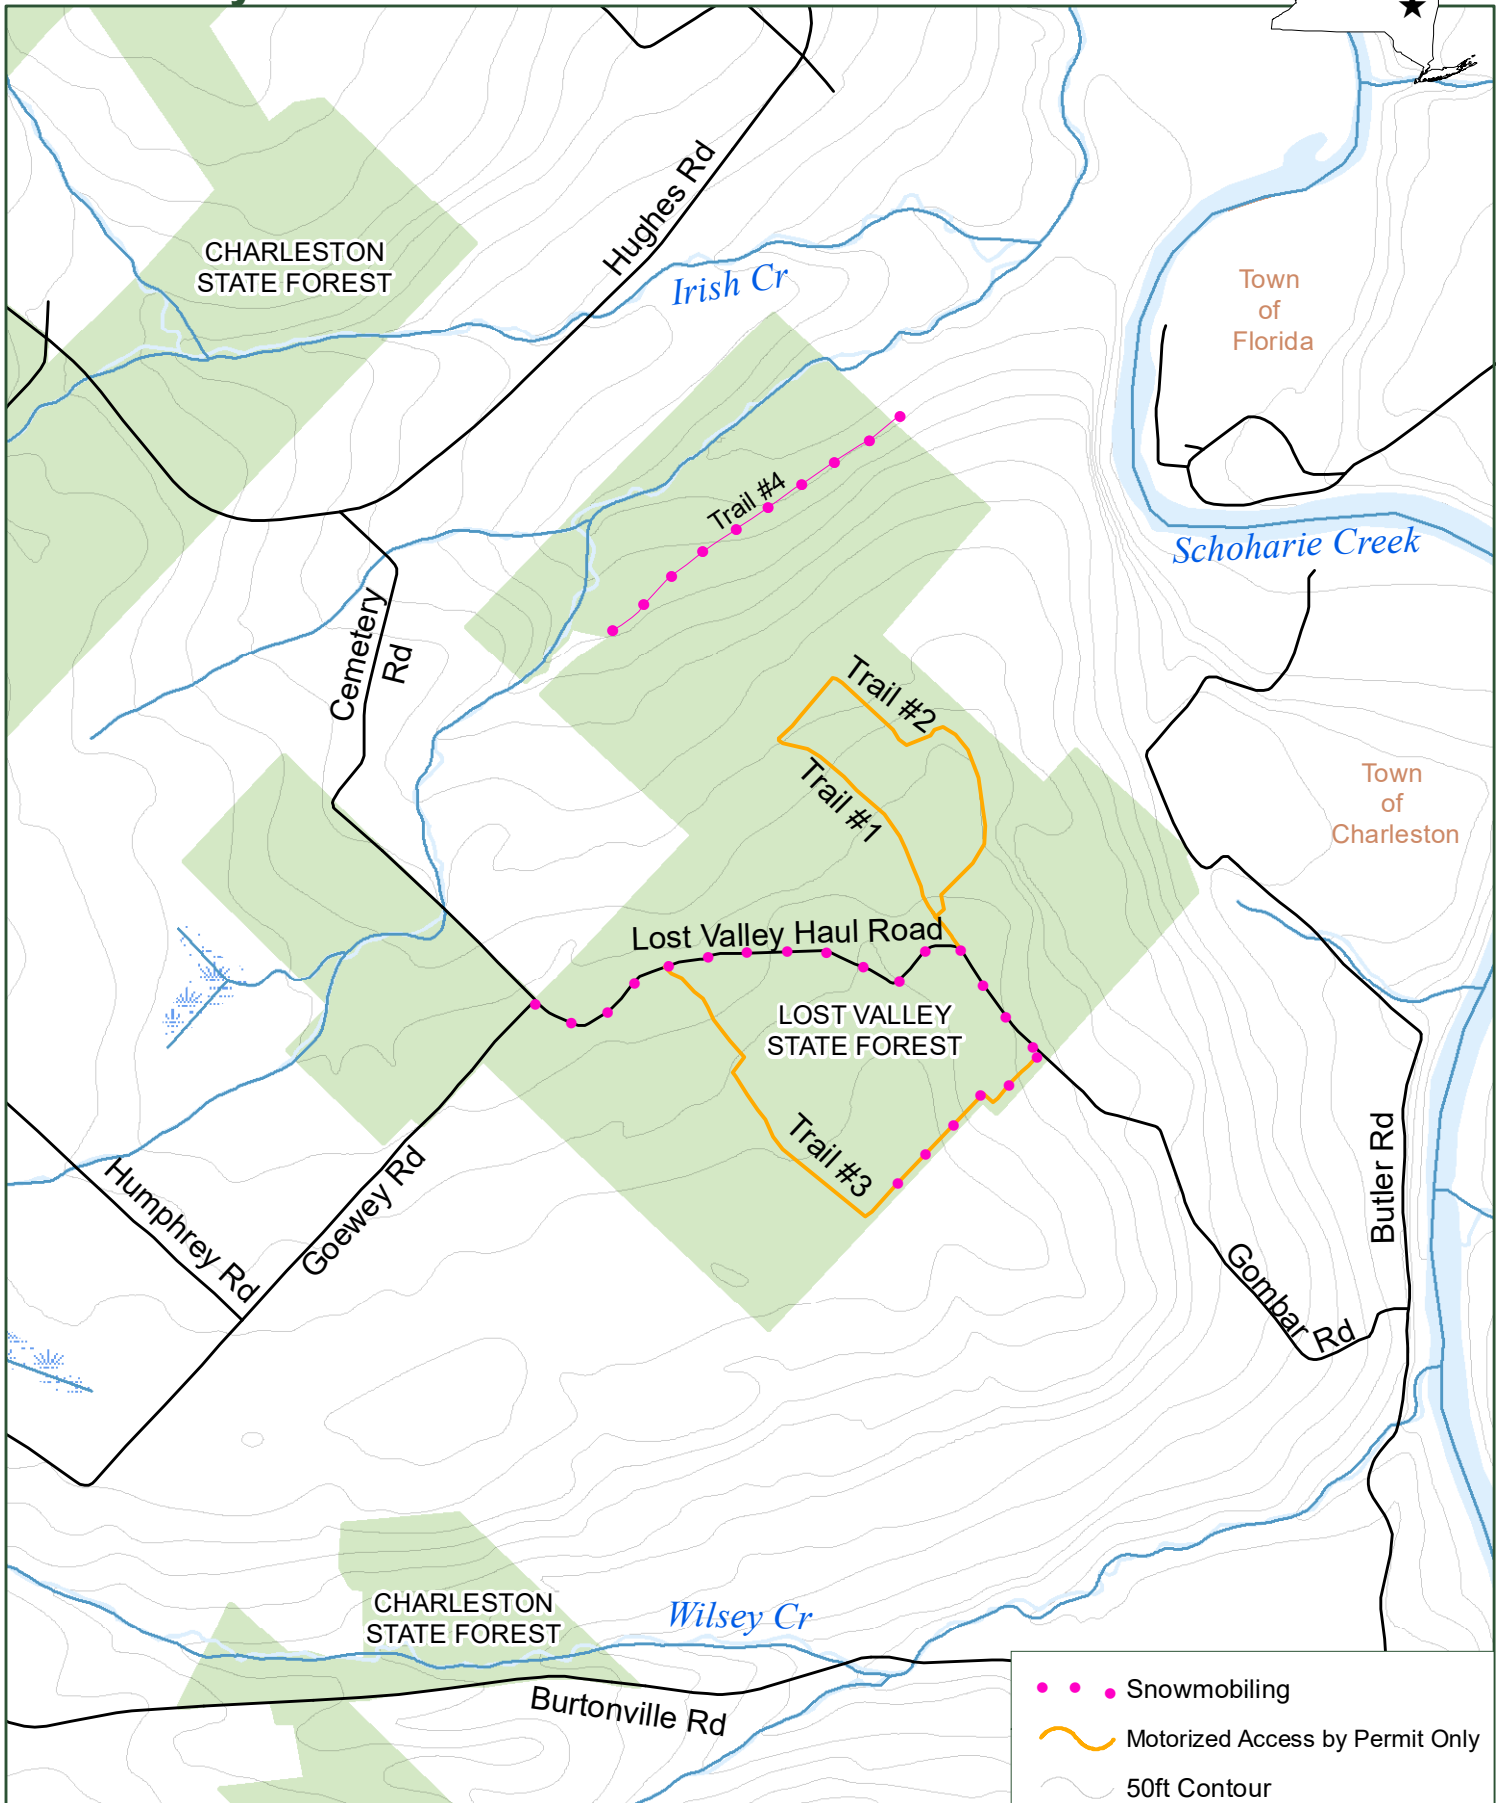 Hughes Rd
CHARLESTON
STATE FOREST
Irish Cr
Town
of
Florida
Trail #4
Schoharie Creek
Cemetery
Rd
Trail #2
Trail #1
Town
of
Charleston
Lost Valley Haul Road
LOST VALLEY
STATE FOREST
Trail #3
Butler Rd
Humphrey Rd
Goewey Rd
Gombar Rd
CHARLESTON
STATE FOREST
Wilsey Cr
Burtonville Rd
Snowmobiling
Motorized Access by Permit Only
50ft Contour